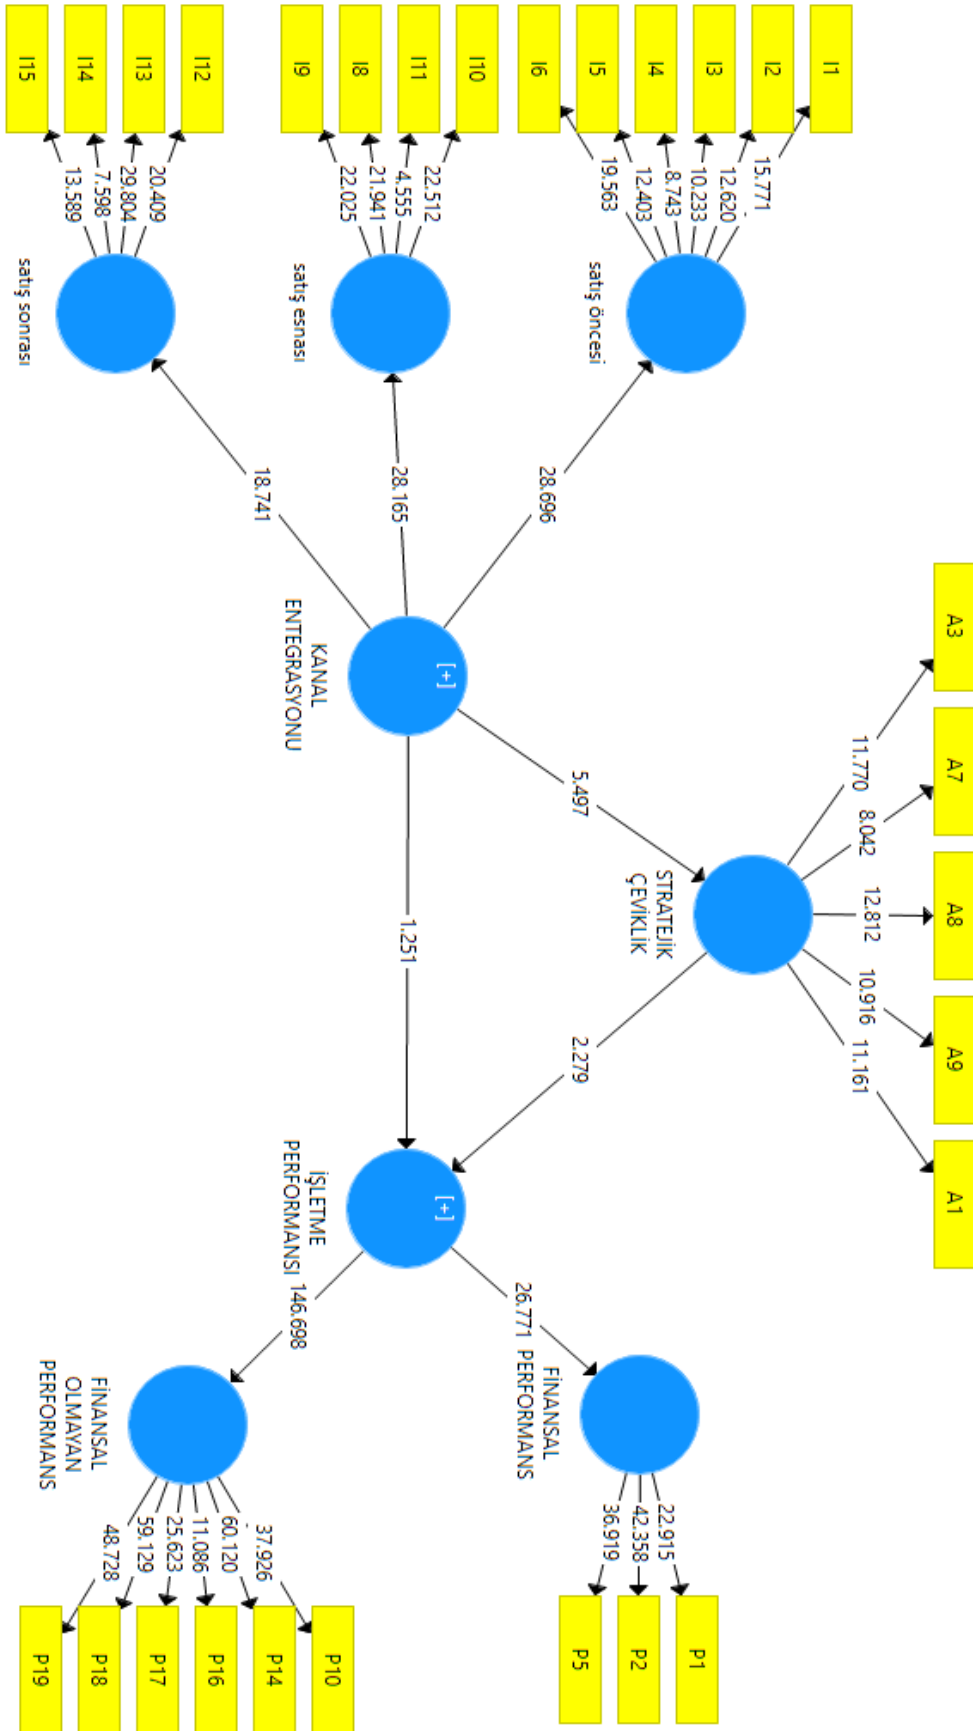 A3
A7
A8
A9
A1
11.770
8.042
12.812
10.916
11.161
STRATEJİK
ÇEVİKLİK
I1
I2
I3
I4
I5
I6
15.771
12.620
10.233
8.743
12.403
19.563
satış öncesi
28.696
5.497
2.279
I10
I11
I8
I9
22.512
4.555
21.941
22.025
satış esnası
28.165
[+]
KANAL
ENTEGRASYONU
1.251
[+]
İŞLETME
PERFORMANSI
I12
I13
I14
I15
20.409
29.804
7.598
13.589
satış sonrası
18.741
26.771
FİNANSAL
PERFORMANS
22.915
42.358
36.919
P1
P2
P5
146.698
FİNANSAL
OLMAYAN
PERFORMANS
37.926
60.120
11.086
25.623
59.129
48.728
P10
P14
P16
P17
P18
P19